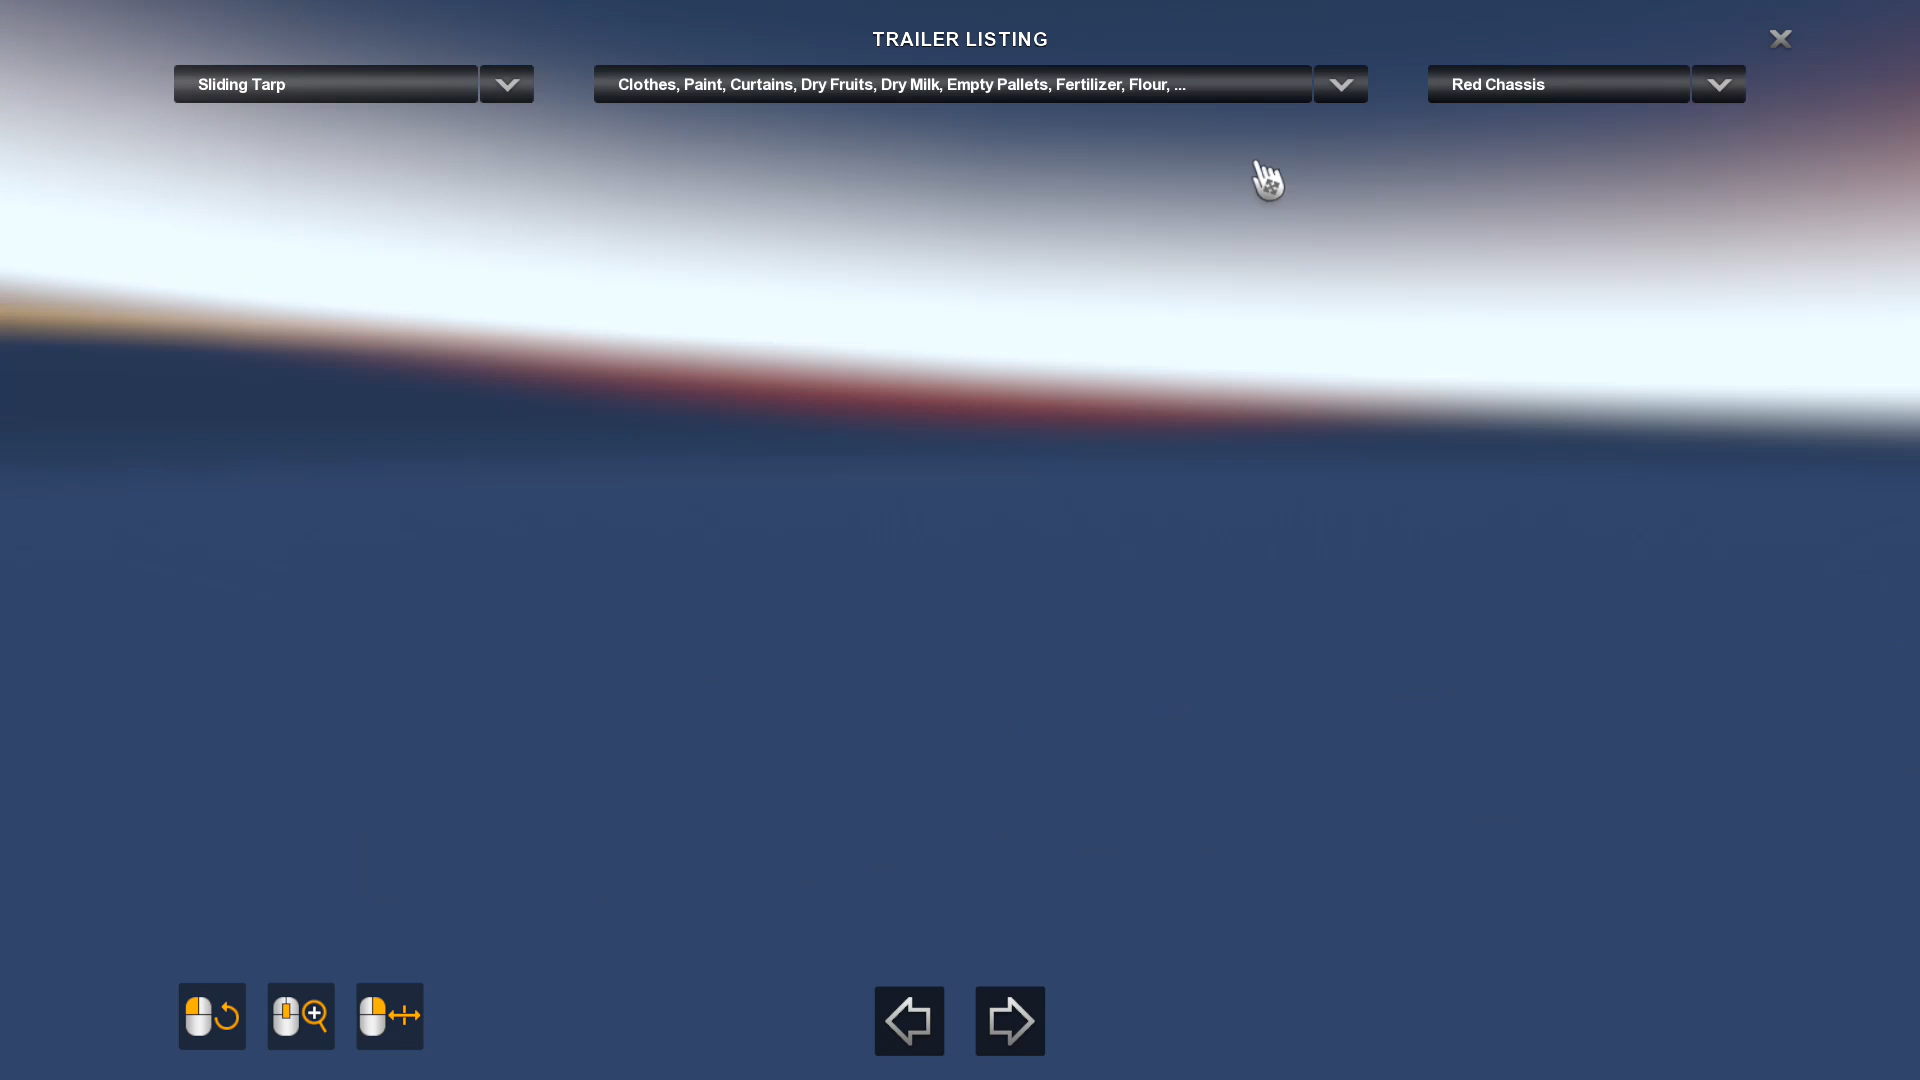 TRAILER LISTING
Sliding Tarp
Clothes, Paint, Curtains, Dry Fruits, Dry Milk, Empty Pallets, Fertilizer, Flour, ...
Red Chassis